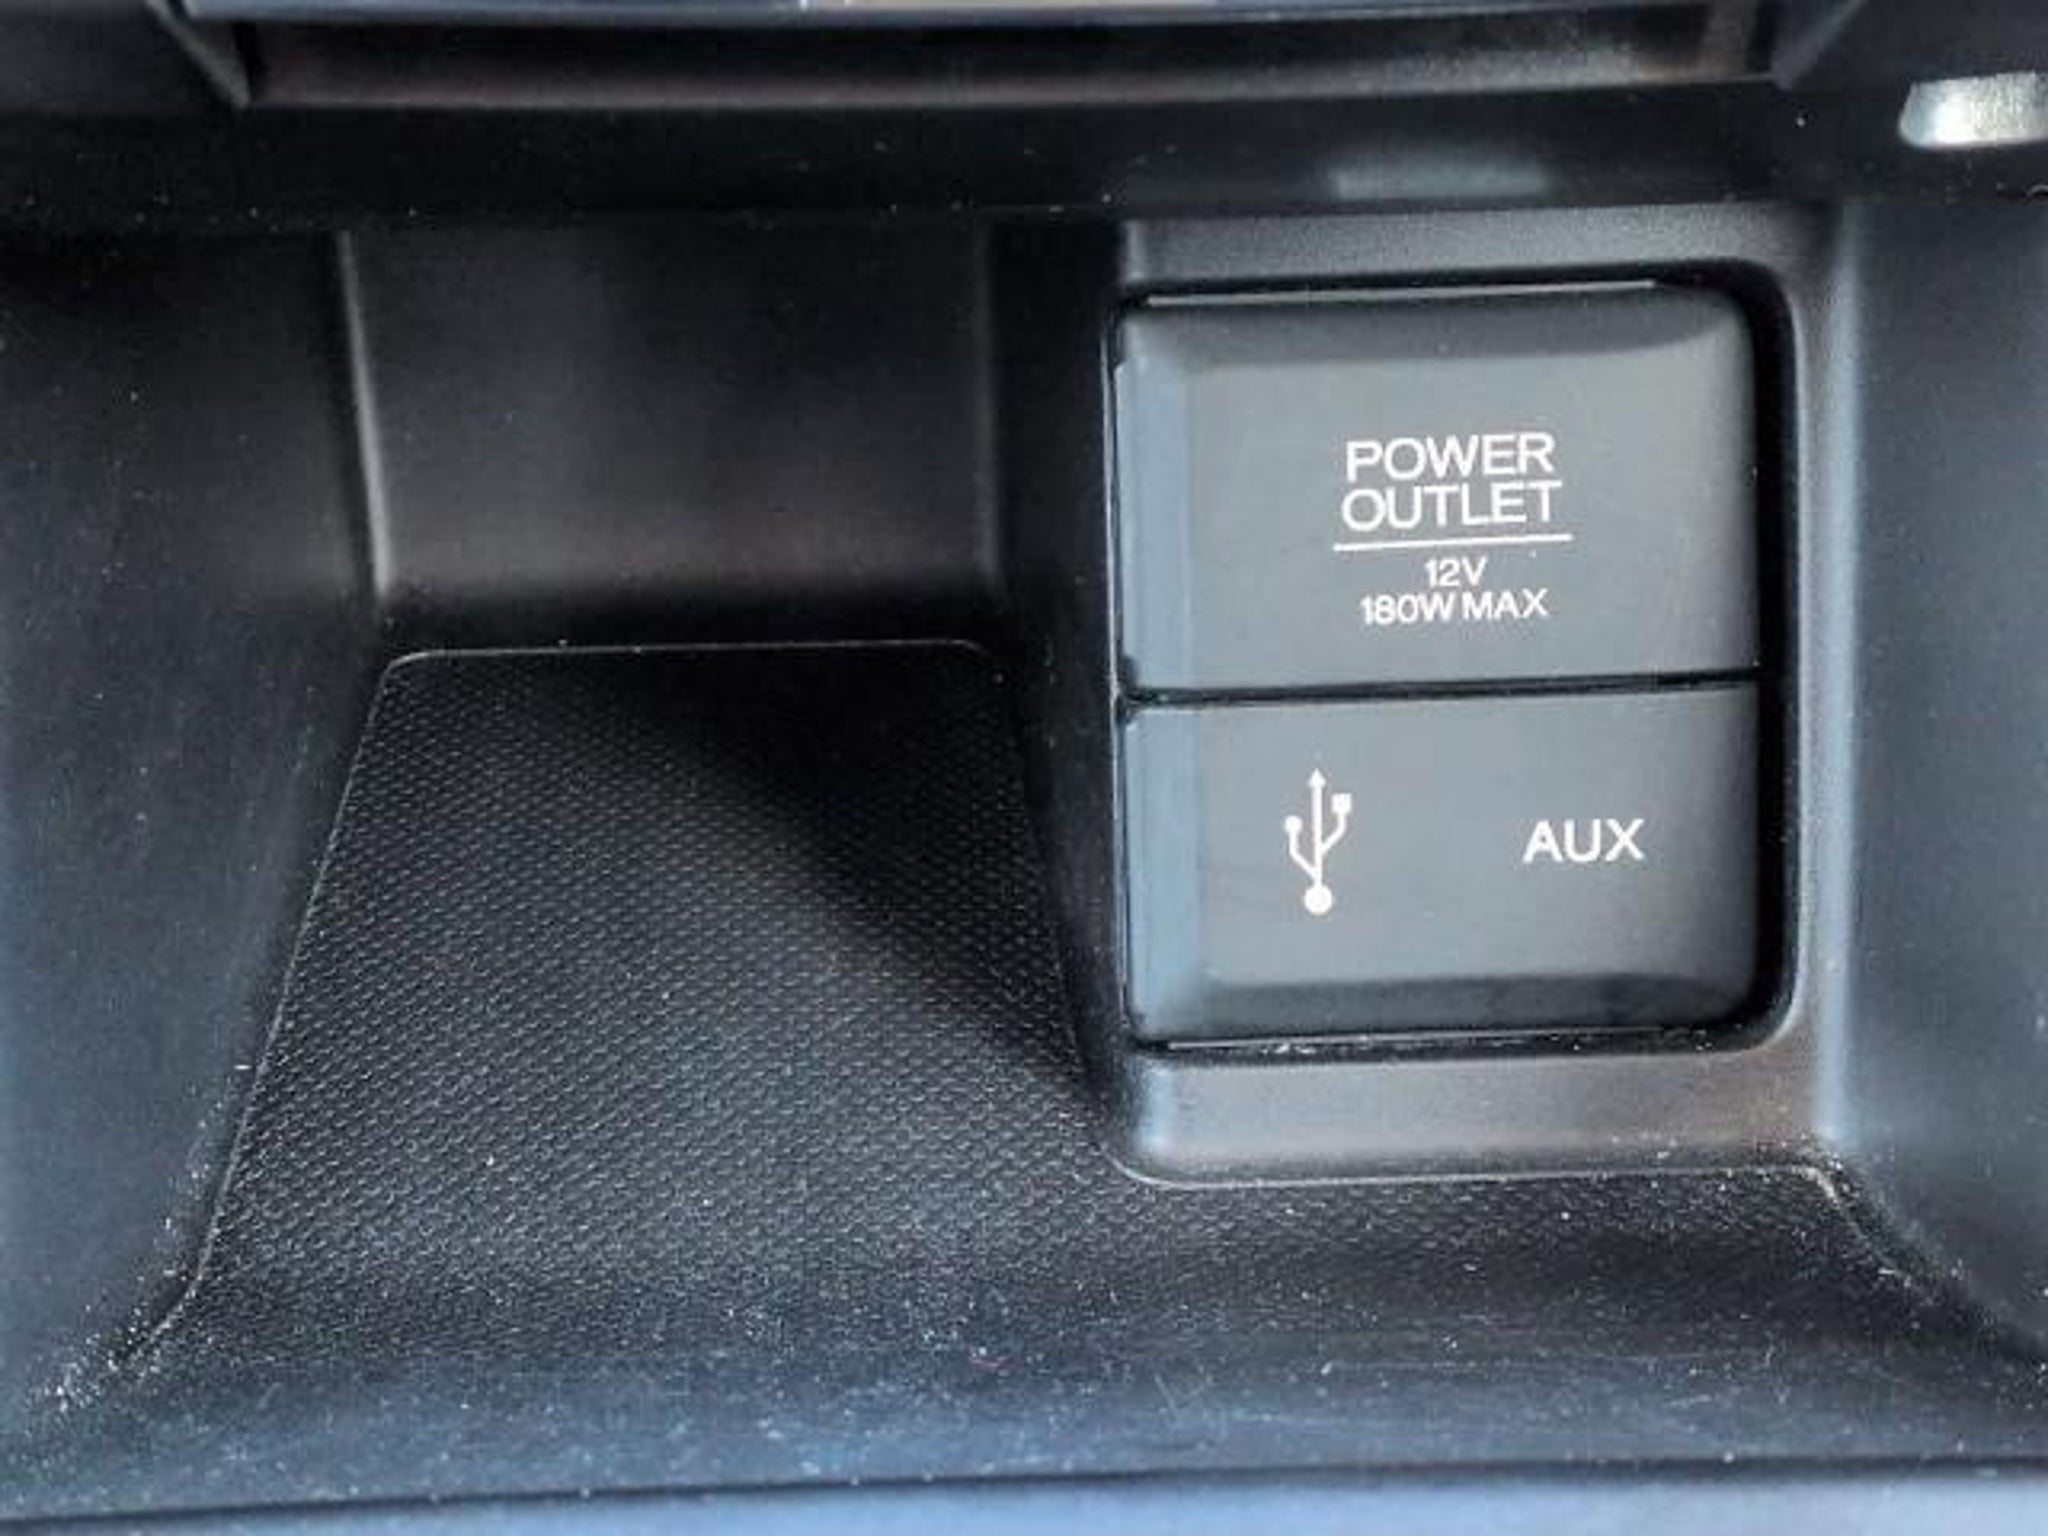 POWER
OUTLET
12V
180W MAX
AUX